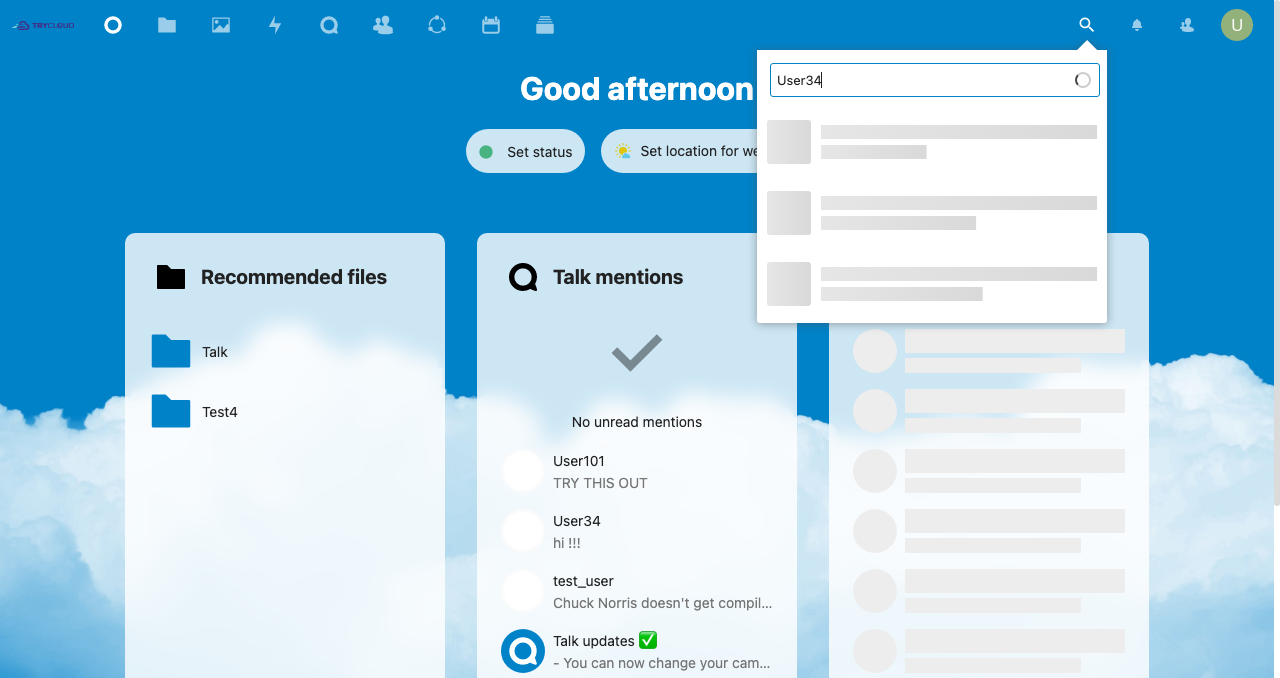 TRYCLOUD
U
User34
Good afternoon
Set status
Set location for we
Recommended files
Talk
Test4
Talk mentions
No unread mentions
User101
TRY THIS OUT
User34
hi !!!
test_user
Chuck Norris doesn't get compil...
Talk updates ✅
- You can now change your cam...